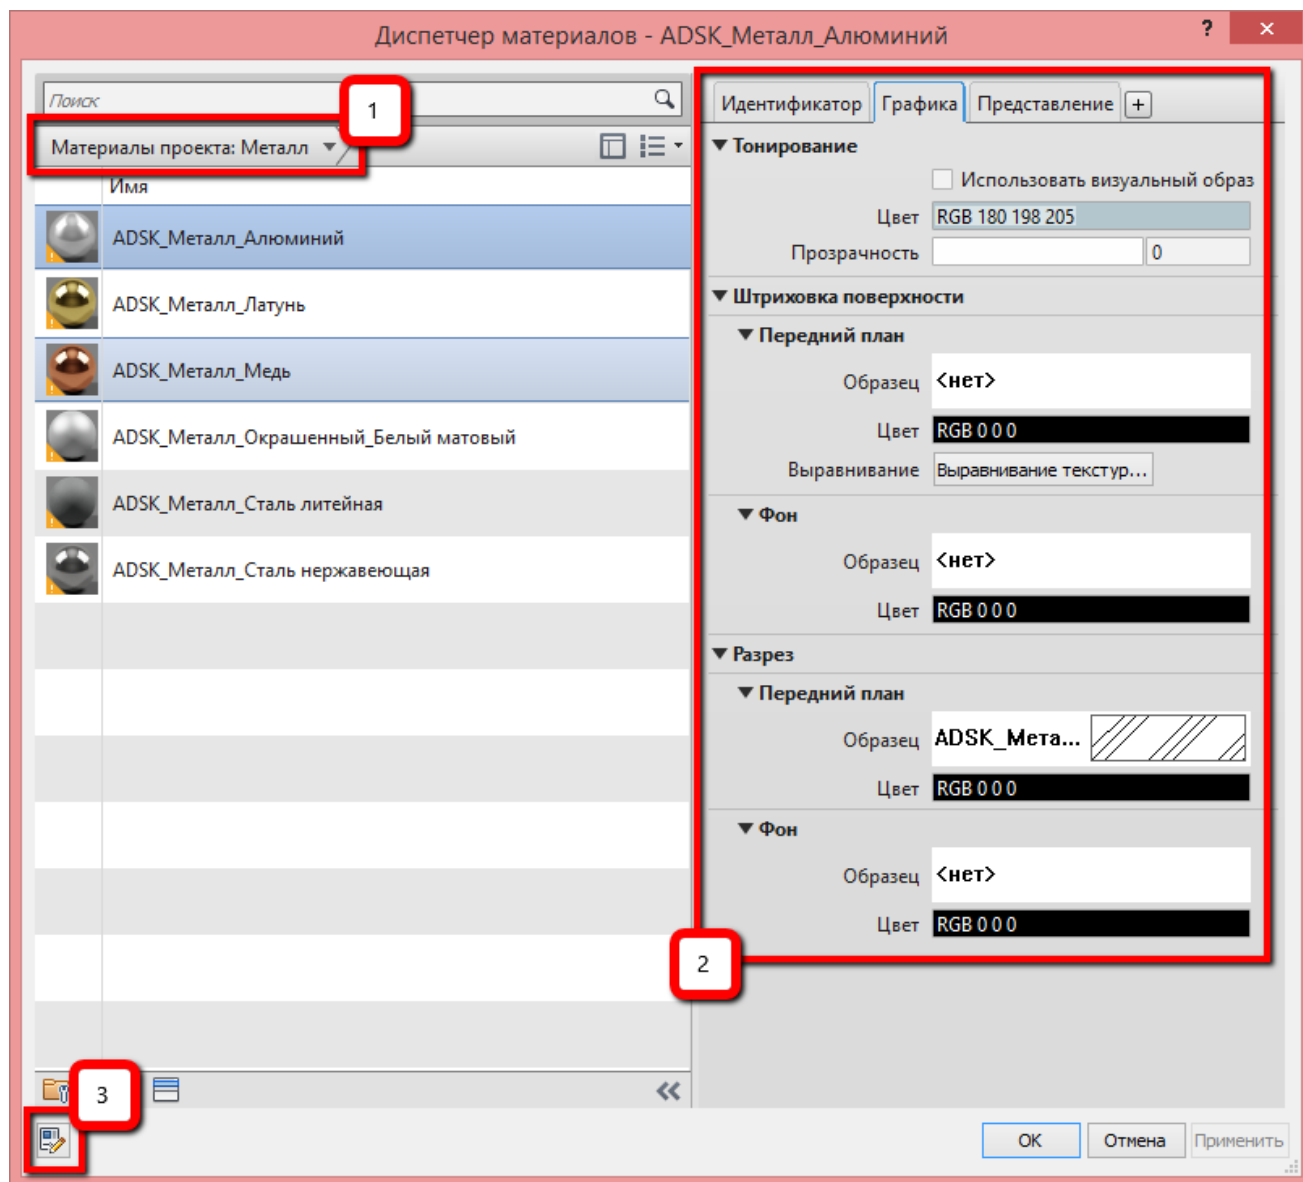 Диспетчер материалов - ADSK_Металл_Алюминий
?
Поиск
1
Материалы проекта: Металл
Имя
ADSK_Металл_Алюминий
ADSK_Металл_Латунь
ADSK_Металл_Медь
ADSK_Металл_Окрашенный_Белый матовый
ADSK_Металл_Сталь литейная
ADSK_Металл_Сталь нержавеющая
3
Идентификатор Графика Представление +
Тонирование
Использовать визуальный образ
Цвет RGB 180 198 205
Прозрачность 0
Штриховка поверхности
Передний план
Образец <нет>
Цвет RGB 0 0 0
Выравнивание Выравнивание текстур...
Фон
Образец <нет>
Цвет RGB 0 0 0
Разрез
Передний план
Образец ADSK_Мета...
Цвет RGB 0 0 0
Фон
Образец <нет>
Цвет RGB 0 0 0
2
OK Отмена Применить